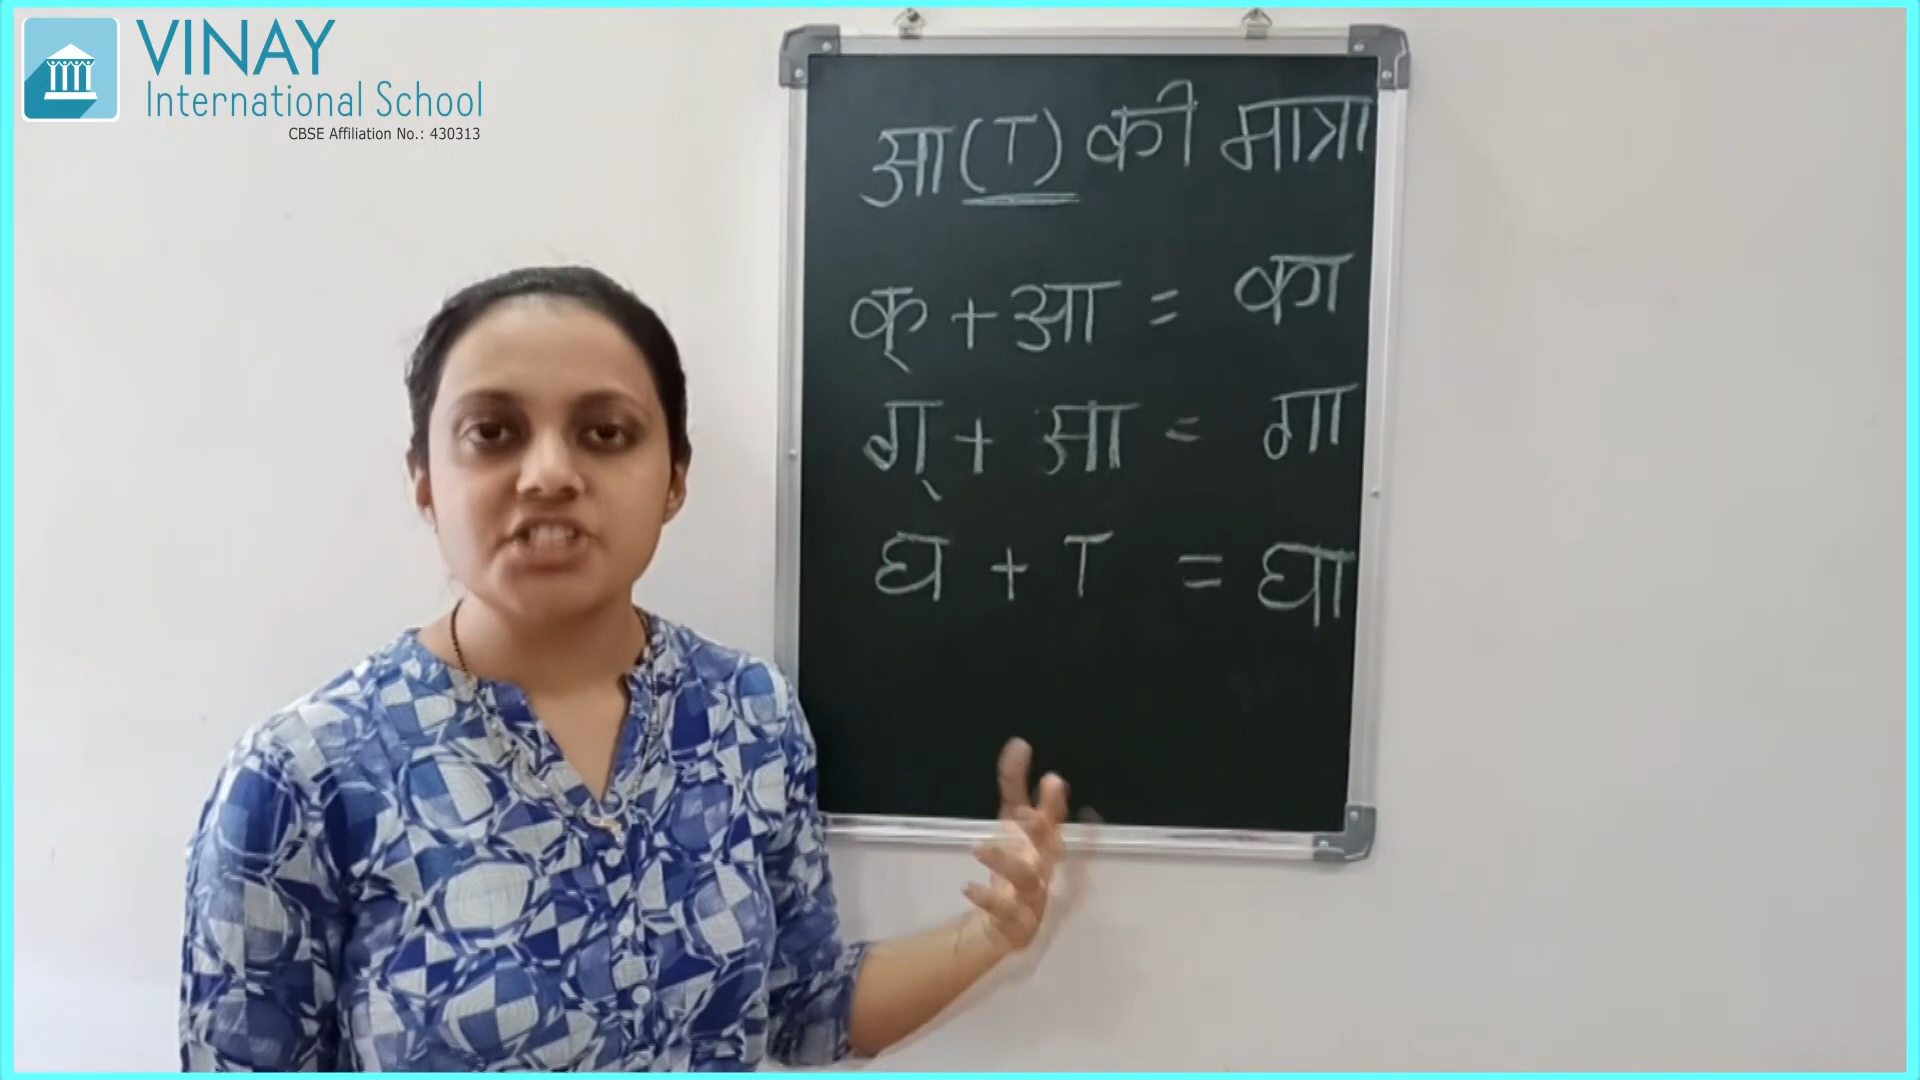 VINAY
International School
CBSE Affiliation No.: 430313
आ (ा) की मात्रा
क् + आ = का
ग् + आ = गा
घ + ा = घा